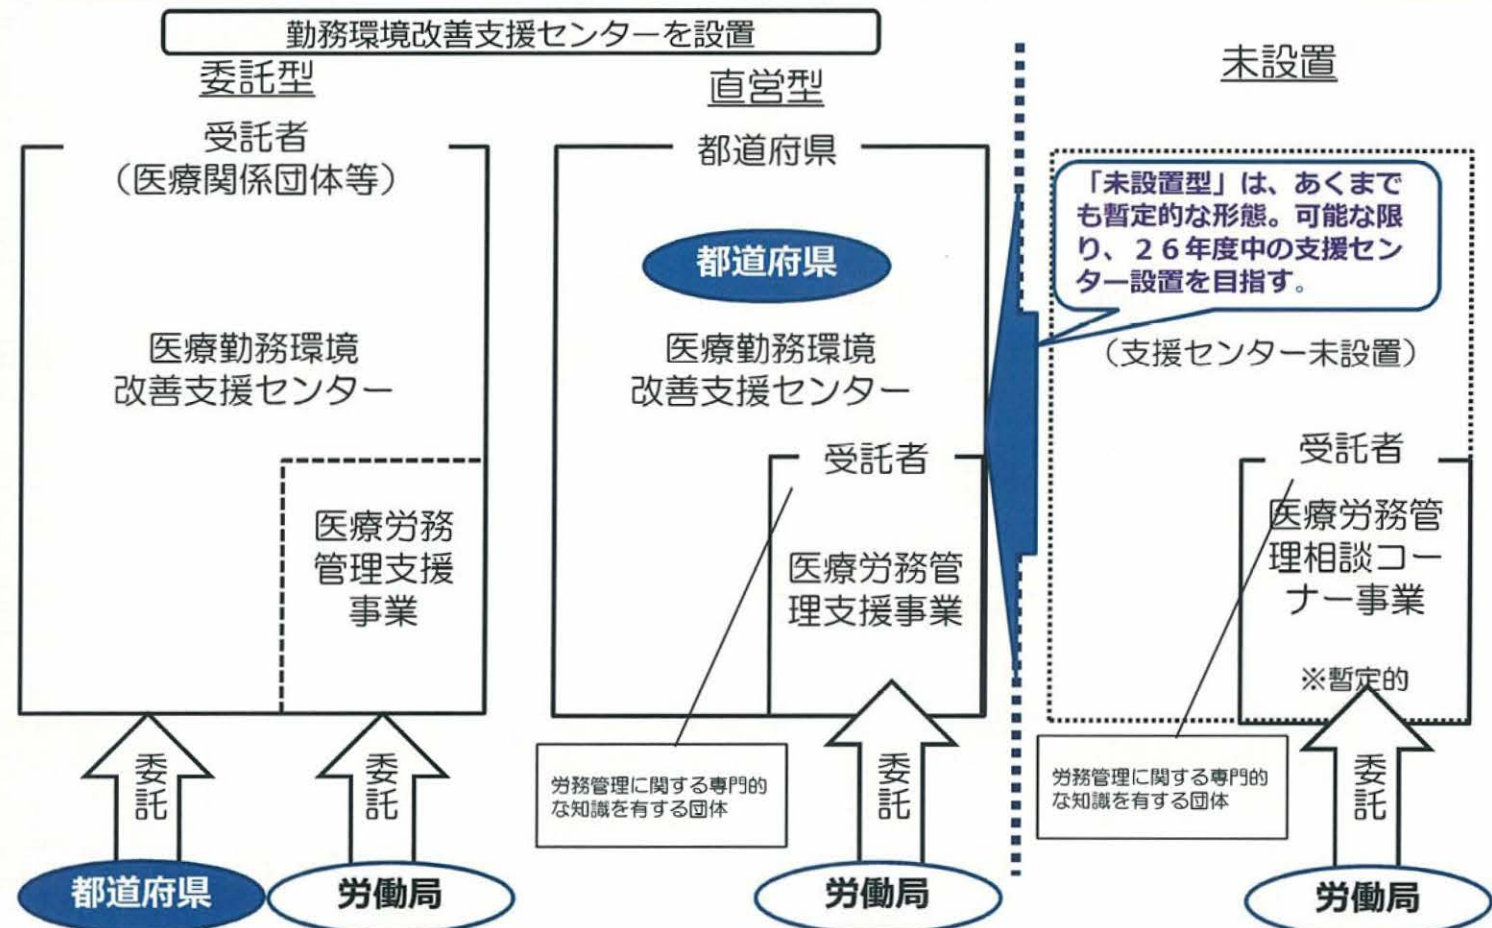 勤務環境改善支援センターを設置
委託型
受託者
（医療関係団体等）
医療勤務環境
改善支援センター
医療労務
管理支援
事業
委託
委託
都道府県
労働局
直営型
都道府県
都道府県
医療勤務環境
改善支援センター
受託者
医療労務管
理支援事業
労務管理に関する専門的
な知識を有する団体
委託
労働局
未設置
「未設置型」は、あくまで
も暫定的な形態。可能な限
り、２６年度中の支援セン
ター設置を目指す。
（支援センター未設置）
受託者
医療労務管
理相談コー
ナー事業
※暫定的
労務管理に関する専門的
な知識を有する団体
委託
労働局